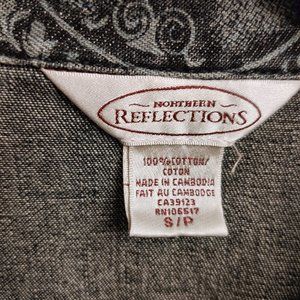 NORTHERN
REFLECTIONS
100%COTTON/
COTON
MADE IN CAMBODIA
FAIT AU CAMBODGE
CA39123
RN106517
S/P